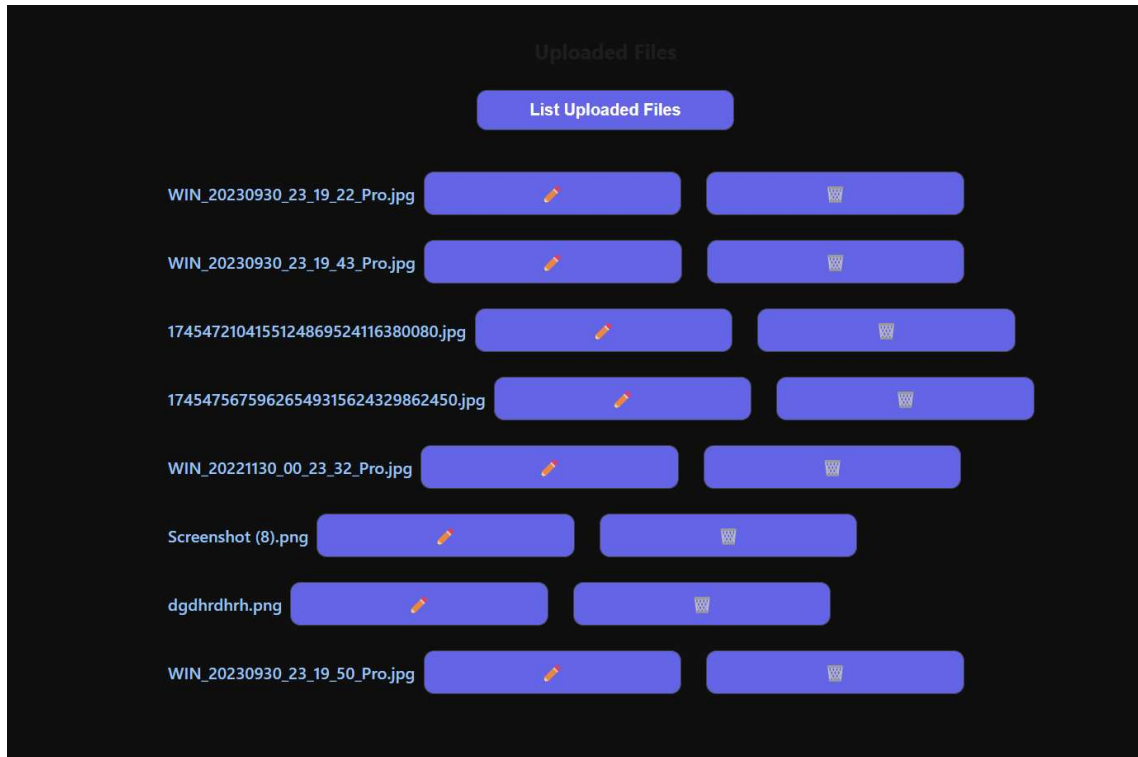 Uploaded Files
List Uploaded Files
WIN_20230930_23_19_22_Pro.jpg
WIN_20230930_23_19_43_Pro.jpg
1745472104155124869524116380080.jpg
17454756759626549315624329862450.jpg
WIN_20221130_00_23_32_Pro.jpg
Screenshot (8).png
dgdhrdhrh.png
WIN_20230930_23_19_50_Pro.jpg